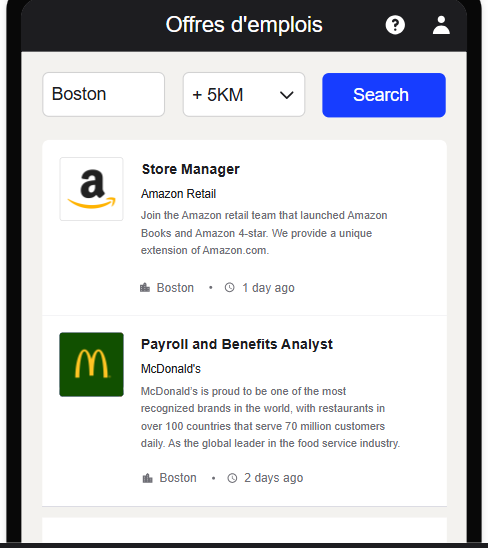 Offres d'emplois
?
Boston
+ 5KM
Search
a
Store Manager
Amazon Retail
Join the Amazon retail team that launched Amazon
Books and Amazon 4-star. We provide a unique
extension of Amazon.com.
Boston • 1 day ago
M
Payroll and Benefits Analyst
McDonald's
McDonald's is proud to be one of the most
recognized brands in the world, with restaurants in
over 100 countries that serve 70 million customers
daily. As the global leader in the food service industry.
Boston • 2 days ago